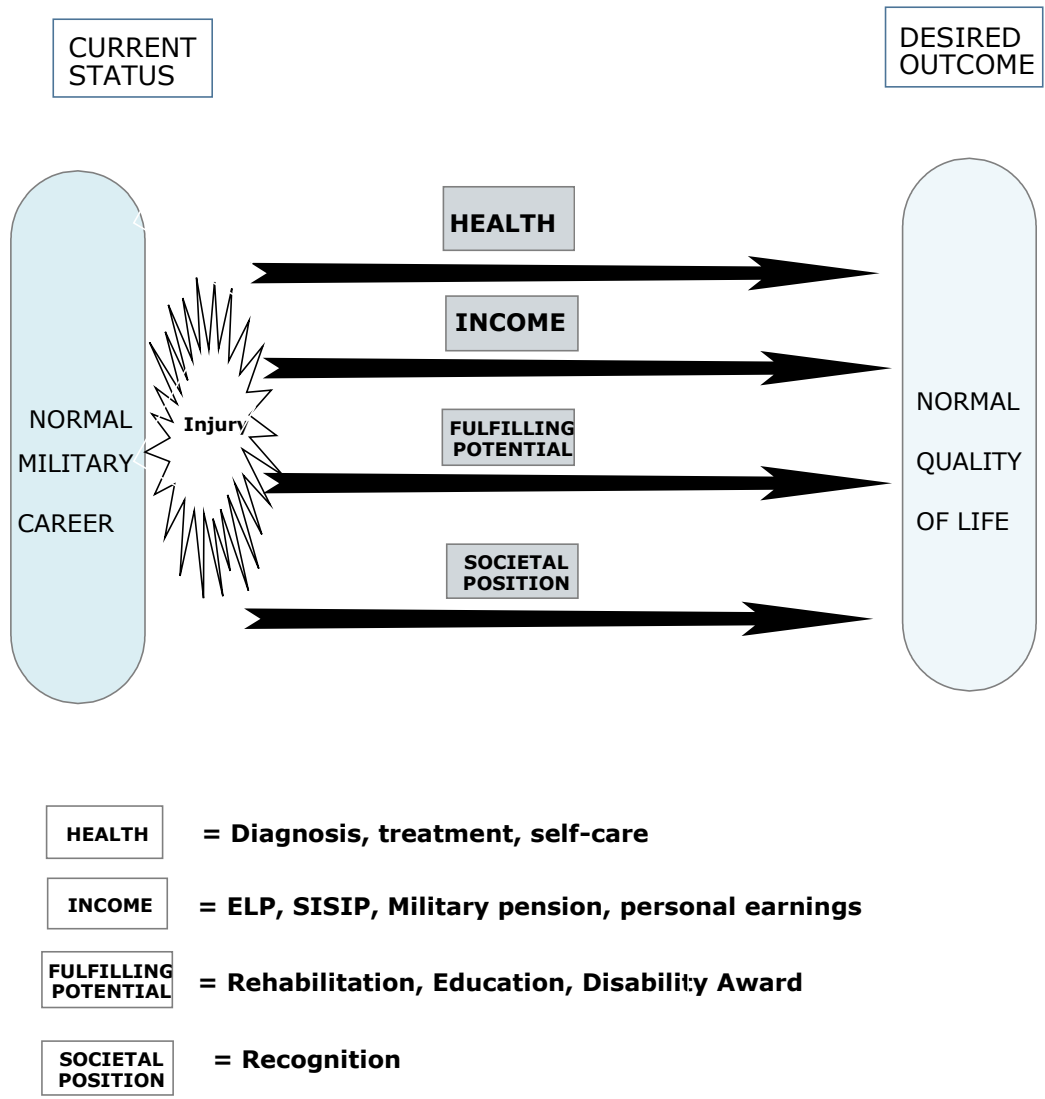 CURRENT
STATUS
DESIRED
OUTCOME
HEALTH
INCOME
FULFILLING
POTENTIAL
SOCIETAL
POSITION
Injury
NORMAL
MILITARY
CAREER
NORMAL
QUALITY
OF LIFE
HEALTH = Diagnosis, treatment, self-care
INCOME = ELP, SISIP, Military pension, personal earnings
FULFILLING
POTENTIAL = Rehabilitation, Education, Disability Award
SOCIETAL
POSITION = Recognition